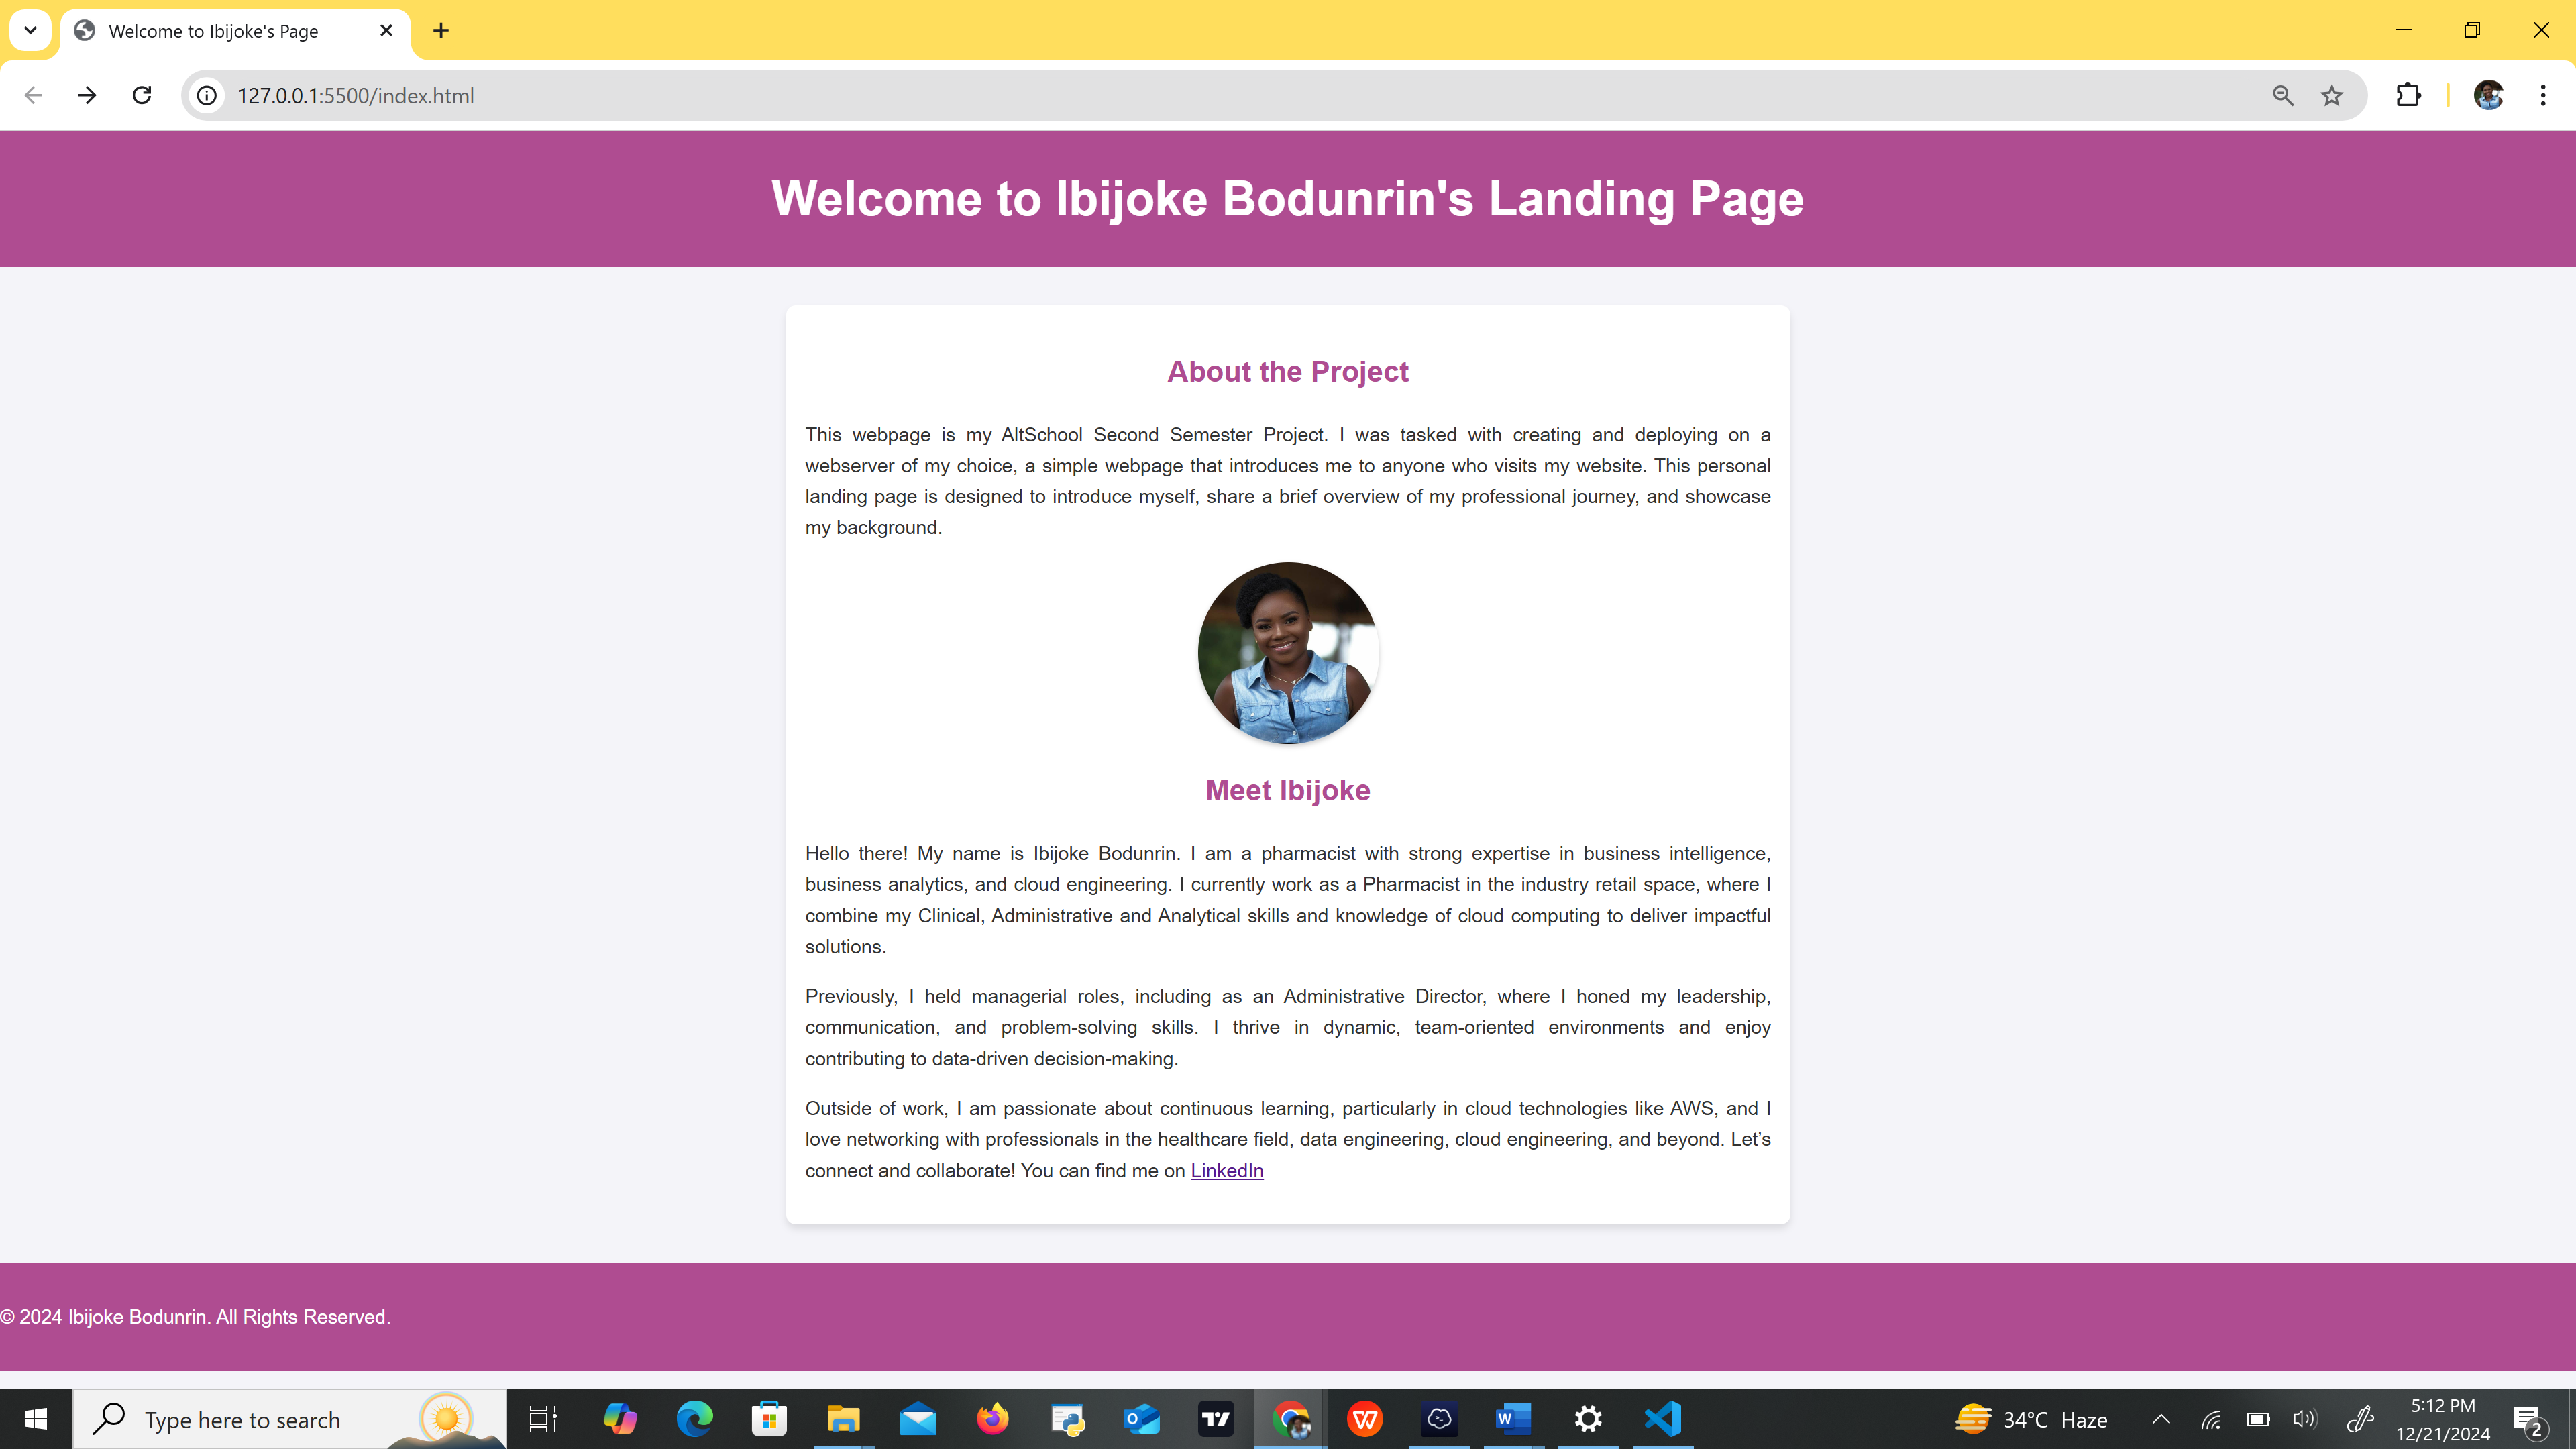 Welcome to Ibijoke's Page
127.0.0.1:5500/index.html
Welcome to Ibijoke Bodunrin's Landing Page
About the Project
This webpage is my AltSchool Second Semester Project. I was tasked with creating and deploying on a
webserver of my choice, a simple webpage that introduces me to anyone who visits my website. This personal
landing page is designed to introduce myself, share a brief overview of my professional journey, and showcase
my background.
Meet Ibijoke
Hello there! My name is Ibijoke Bodunrin. I am a pharmacist with strong expertise in business intelligence,
business analytics, and cloud engineering. I currently work as a Pharmacist in the industry retail space, where I
combine my Clinical, Administrative and Analytical skills and knowledge of cloud computing to deliver impactful
solutions.
Previously, I held managerial roles, including as an Administrative Director, where I honed my leadership,
communication, and problem-solving skills. I thrive in dynamic, team-oriented environments and enjoy
contributing to data-driven decision-making.
Outside of work, I am passionate about continuous learning, particularly in cloud technologies like AWS, and I
love networking with professionals in the healthcare field, data engineering, cloud engineering, and beyond. Let’s
connect and collaborate! You can find me on LinkedIn
© 2024 Ibijoke Bodunrin. All Rights Reserved.
Type here to search
34°C Haze
5:12 PM
12/21/2024
2